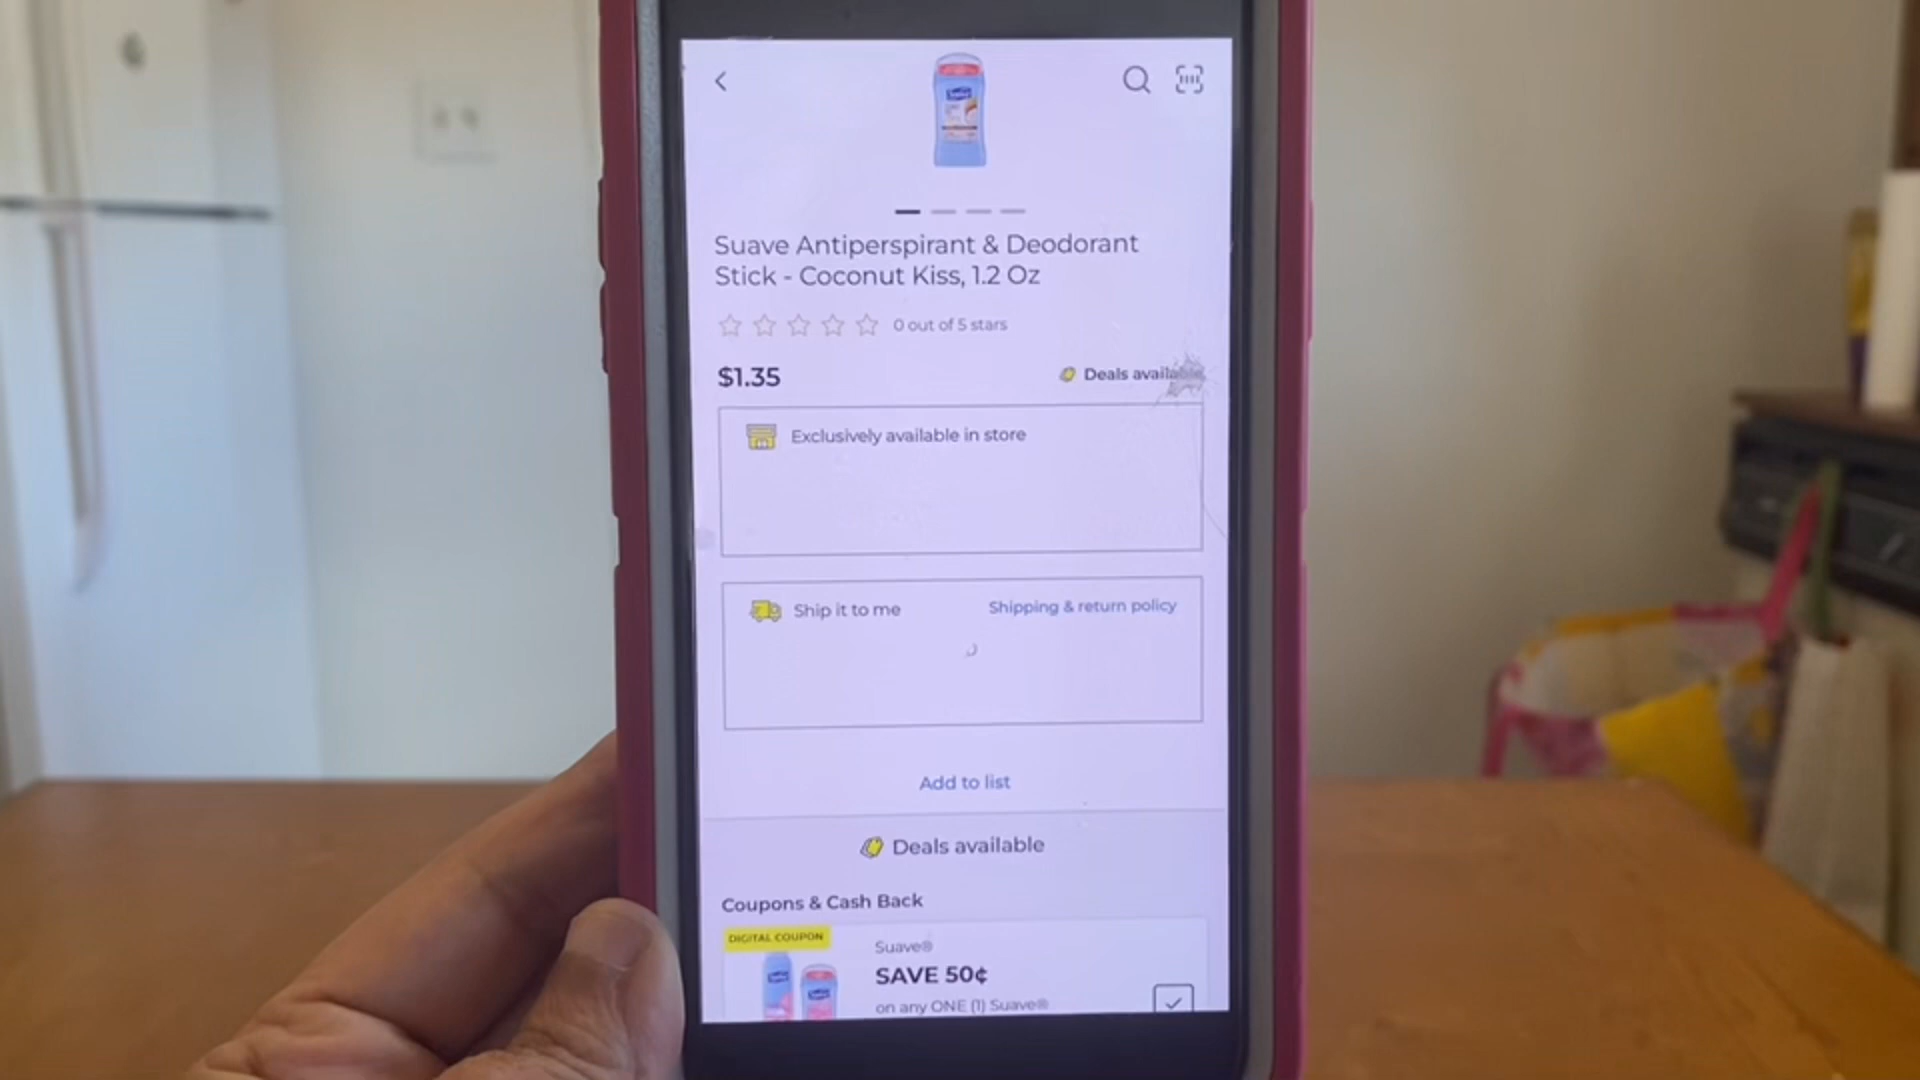 Suave Antiperspirant & Deodorant
Stick - Coconut Kiss, 1.2 Oz
0 out of 5 stars
$1.35
Deals available
Exclusively available in store
Ship it to me
Shipping & return policy
Add to list
Deals available
Coupons & Cash Back
DIGITAL COUPON
Suave®
SAVE 50¢
on any ONE (1) Suave®